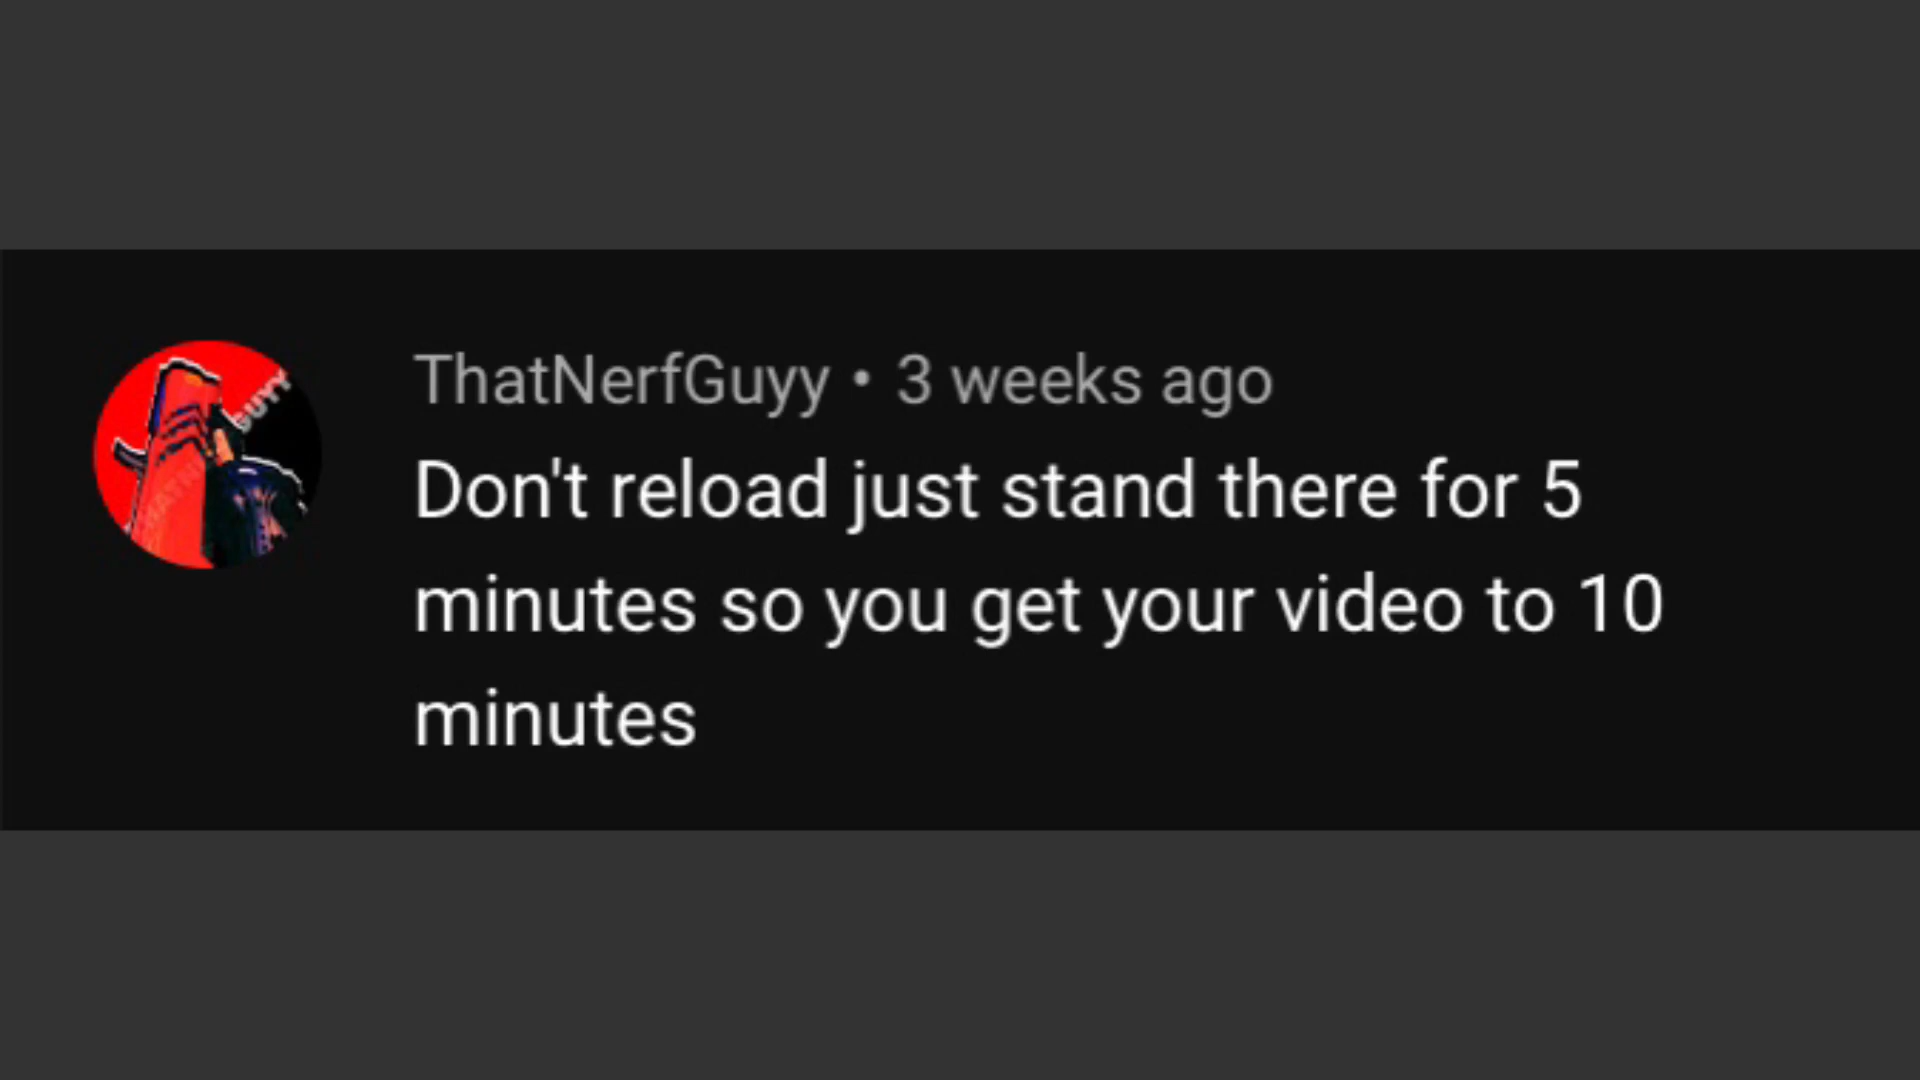 ThatNerfGuyy • 3 weeks ago
Don't reload just stand there for 5
minutes so you get your video to 10
minutes
GUYY